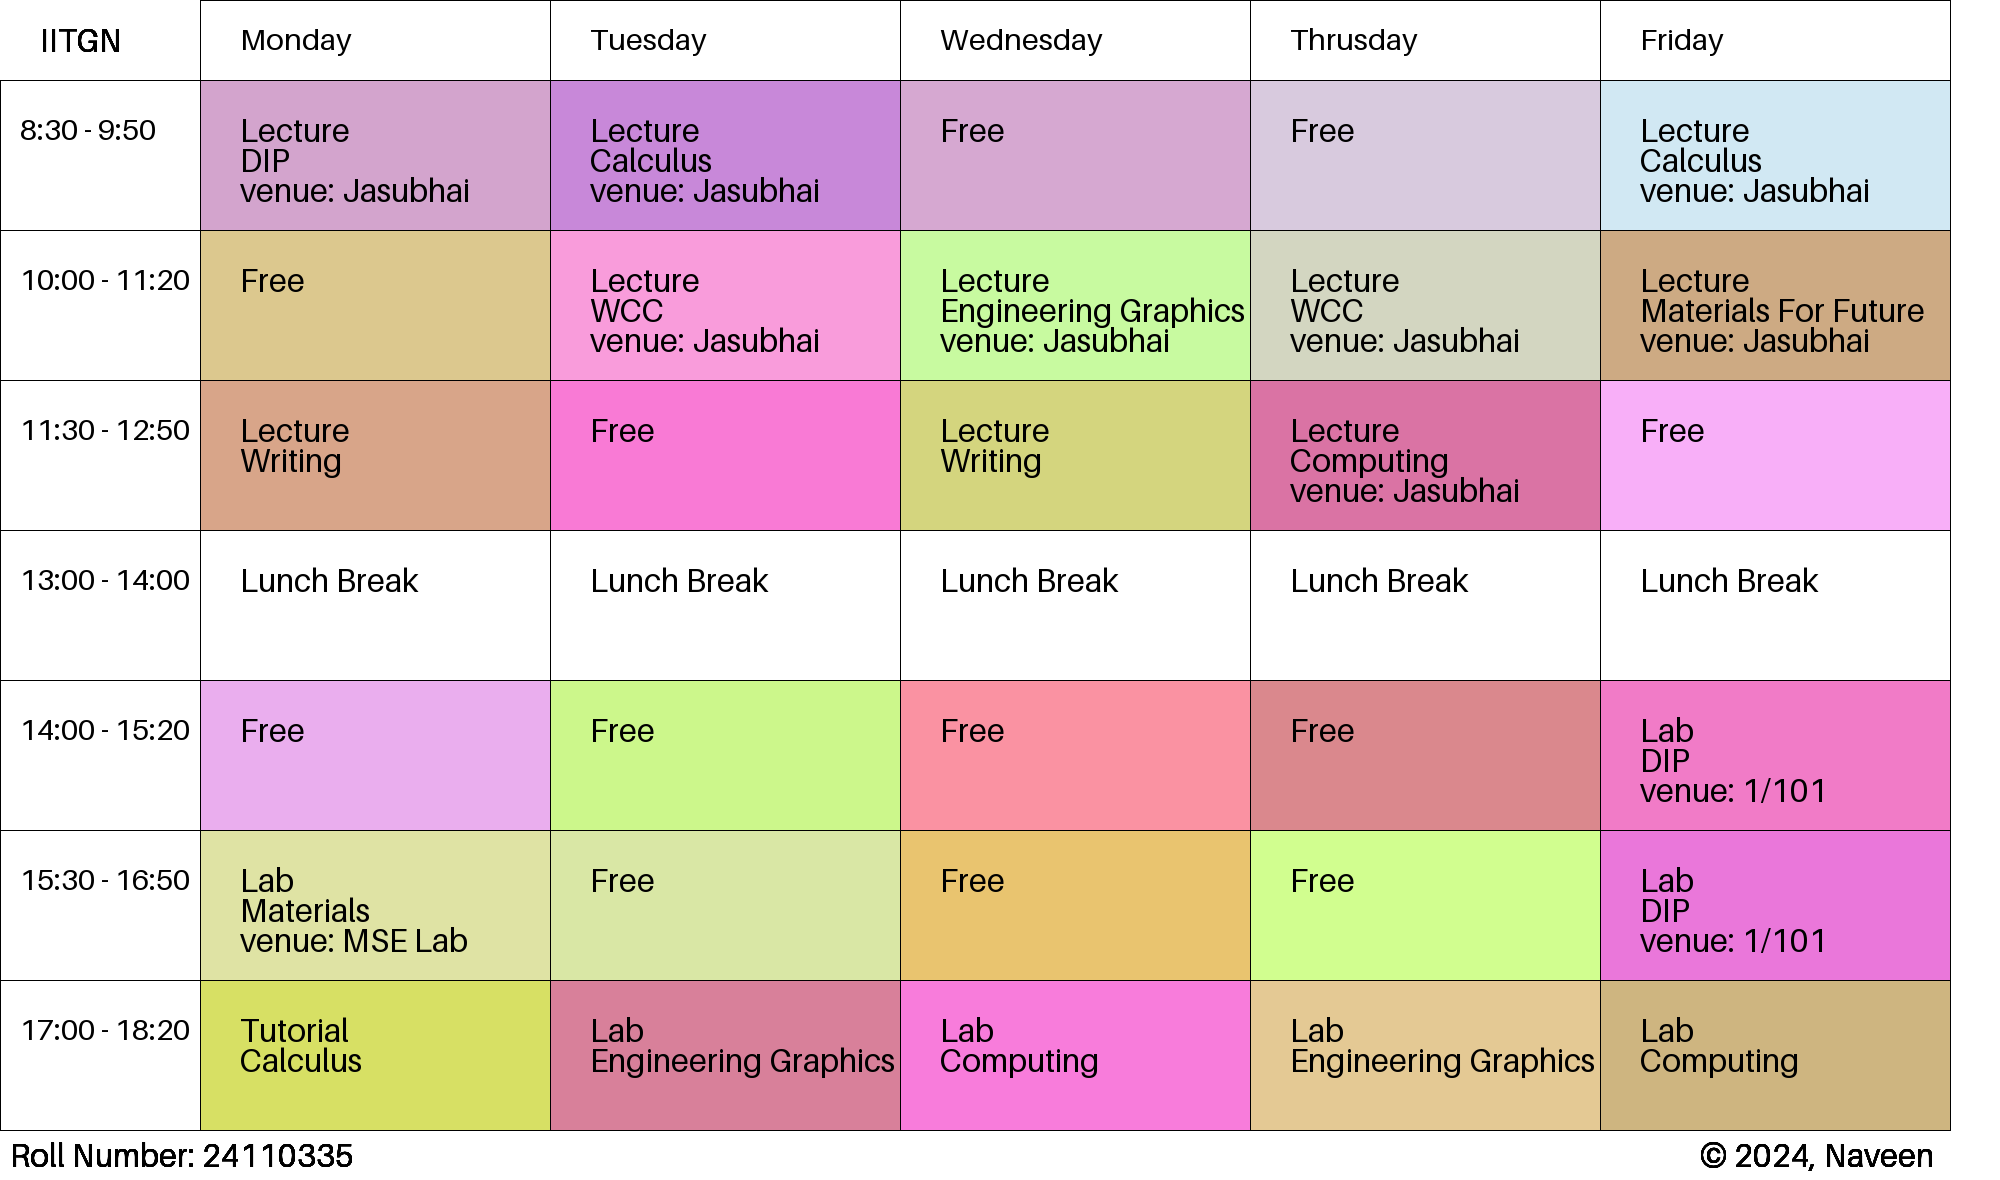 IITGN Monday Tuesday Wednesday Thrusday Friday
8:30 - 9:50
Lecture
DIP
venue: Jasubhai
Lecture
Calculus
venue: Jasubhai
Free
Free
Lecture
Calculus
venue: Jasubhai
10:00 - 11:20
Free
Lecture
WCC
venue: Jasubhai
Lecture
Engineering Graphics
venue: Jasubhai
Lecture
WCC
venue: Jasubhai
Lecture
Materials For Future
venue: Jasubhai
11:30 - 12:50
Lecture
Writing
Free
Lecture
Writing
Lecture
Computing
venue: Jasubhai
Free
13:00 - 14:00
Lunch Break
Lunch Break
Lunch Break
Lunch Break
Lunch Break
14:00 - 15:20
Free
Free
Free
Free
Lab
DIP
venue: 1/101
15:30 - 16:50
Lab
Materials
venue: MSE Lab
Free
Free
Free
Lab
DIP
venue: 1/101
17:00 - 18:20
Tutorial
Calculus
Lab
Engineering Graphics
Lab
Computing
Lab
Engineering Graphics
Lab
Computing
Roll Number: 24110335
© 2024, Naveen